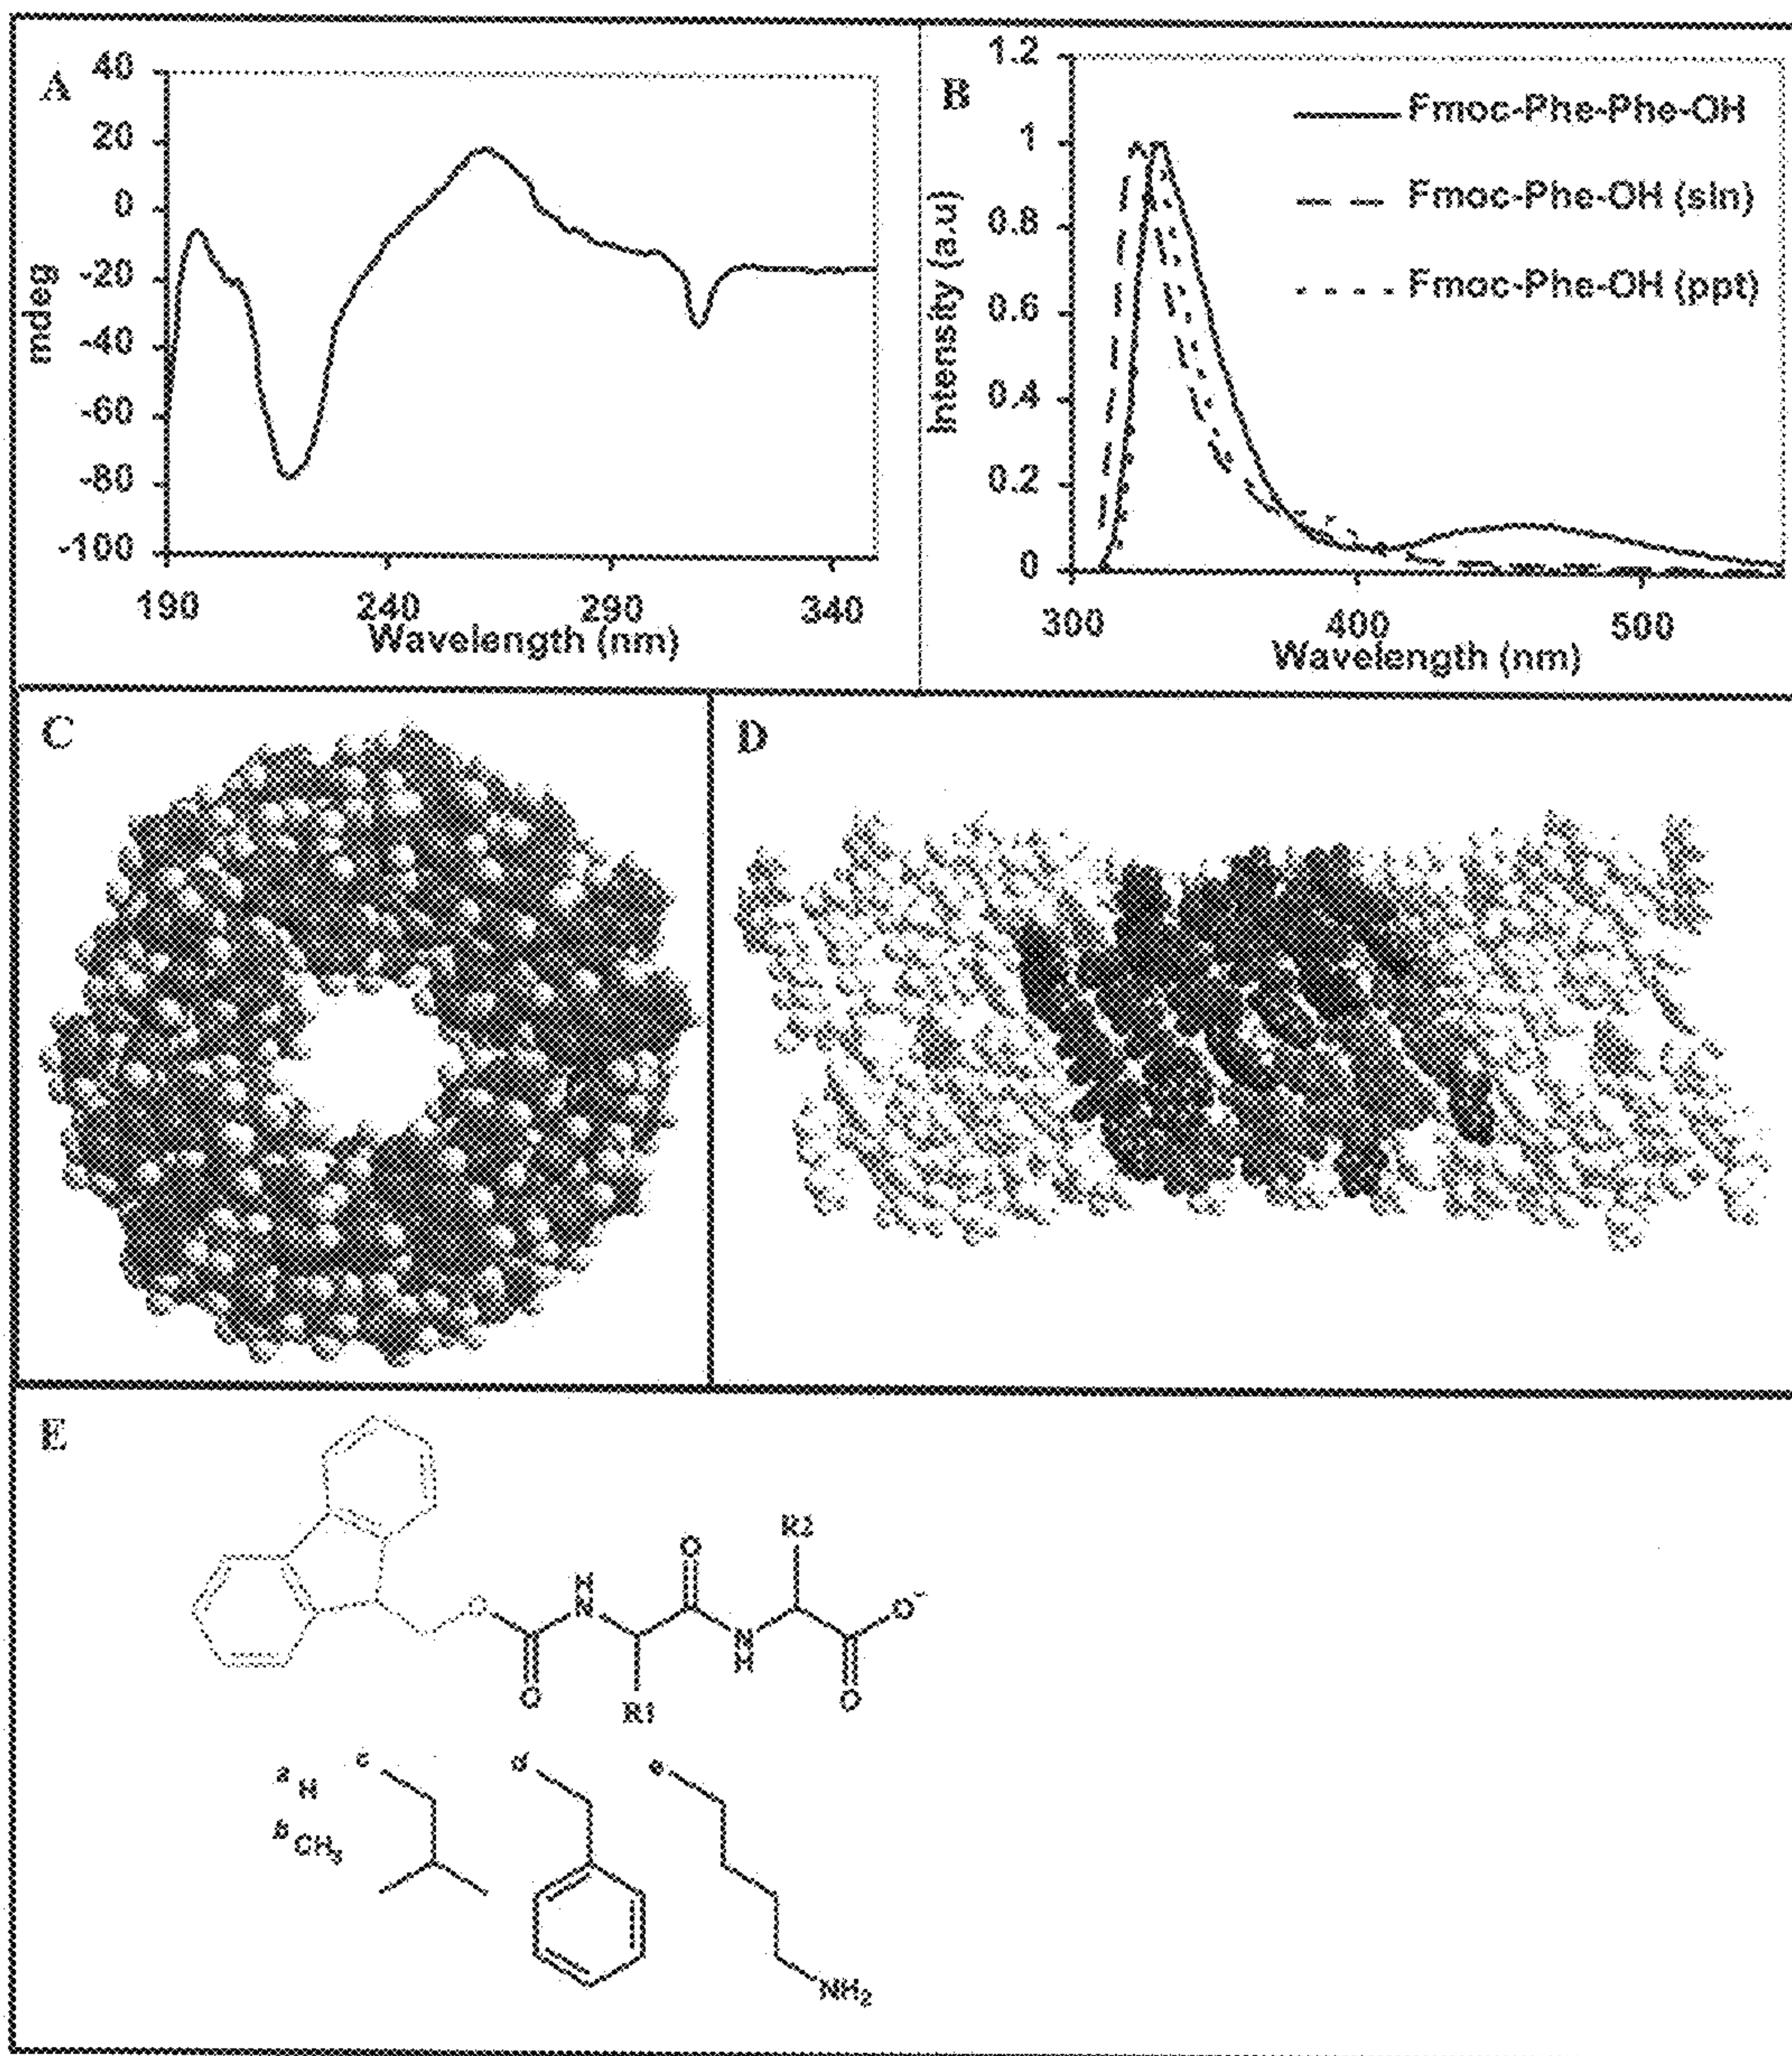 A
40
20
0
-20
-40
-60
-80
-100
mdeg
190
240
290
340
Wavelength (nm)
B
1.2
1
0.8
0.6
0.4
0.2
0
Intensity (a.u)
Fmoc-Phe-Phe-OH
Fmoc-Phe-OH (sln)
Fmoc-Phe-OH (ppt)
300
400
500
Wavelength (nm)
C
D
E
O
O
H
N
R1
O
N
H
R2
O
O-
a H
b CH3
c
d
e
NH2